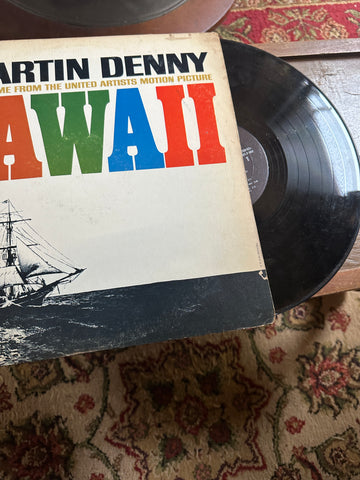 ARTIN DENNY
ME FROM THE UNITED ARTISTS MOTION PICTURE
AWAII